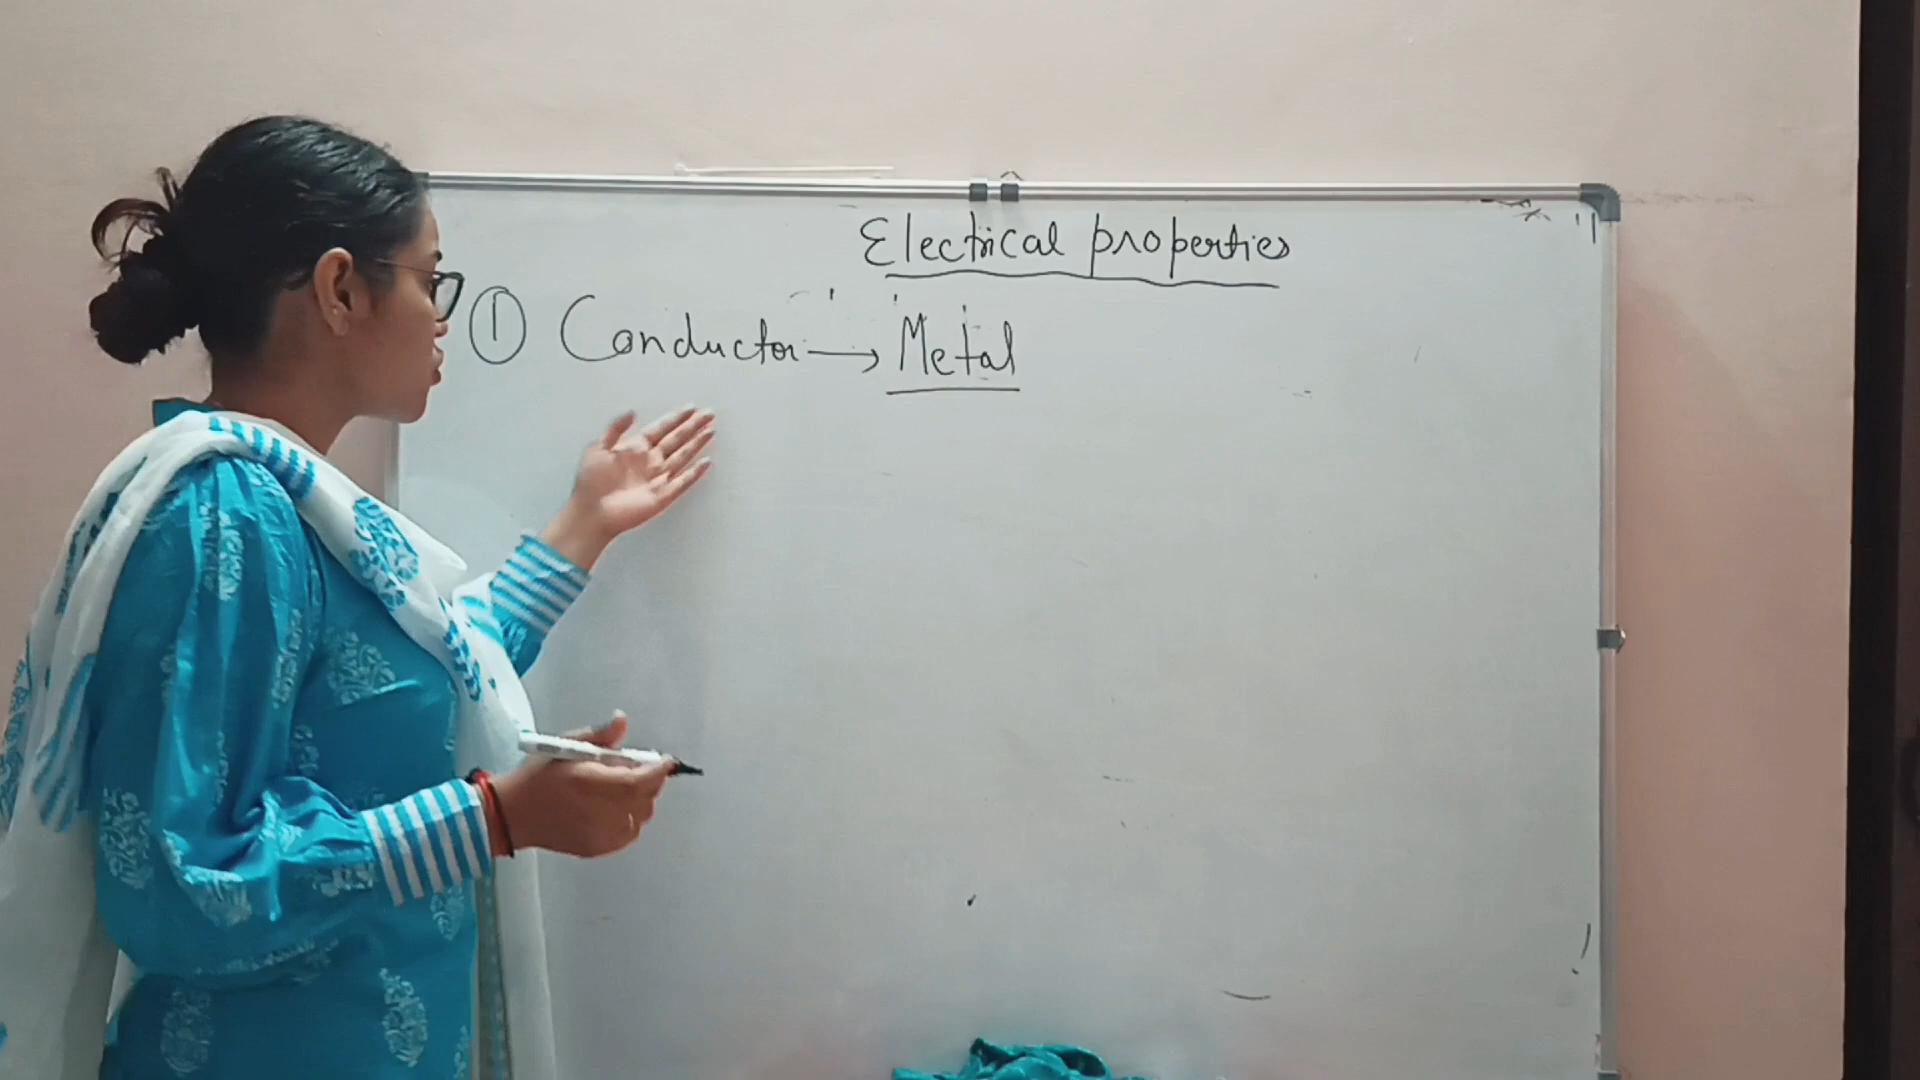 Electrical properties
① Conductor → Metal